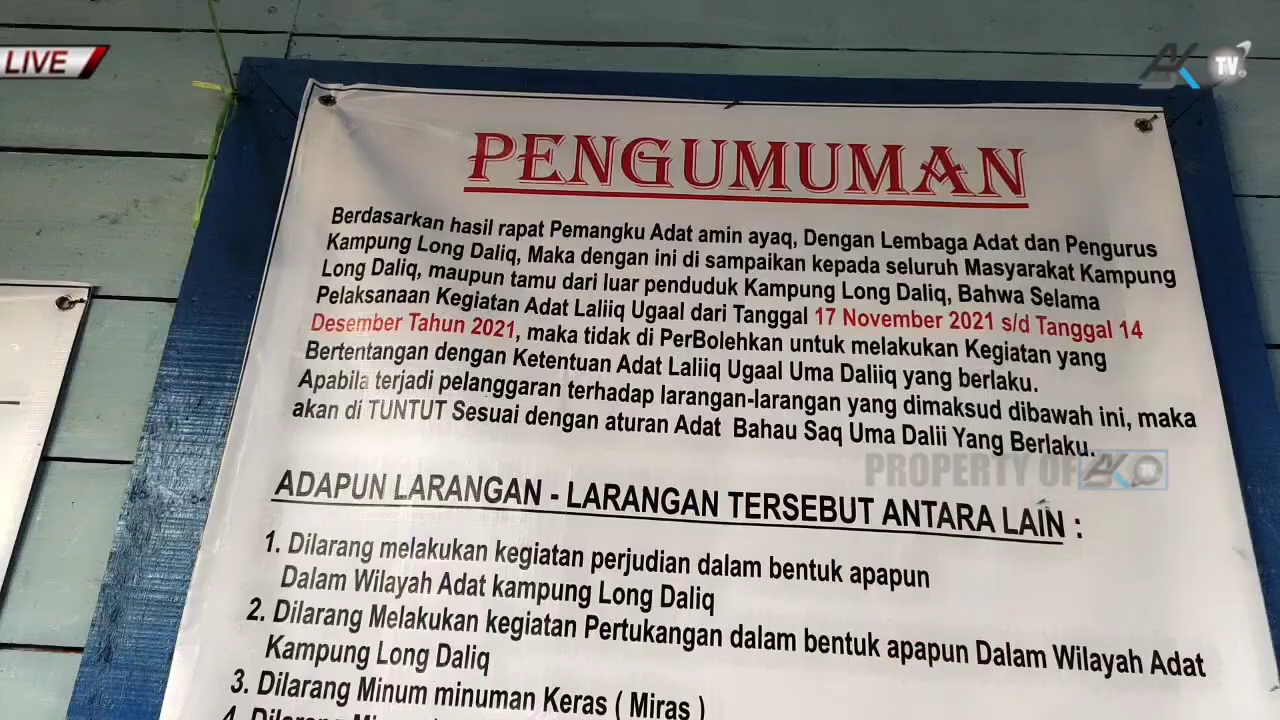 LIVE
AK TV
PENGUMUMAN
Berdasarkan hasil rapat Pemangku Adat amin ayaq, Dengan Lembaga Adat dan Pengurus
Kampung Long Daliq, Maka dengan ini di sampaikan kepada seluruh Masyarakat Kampung
Long Daliq, maupun tamu dari luar penduduk Kampung Long Daliq, Bahwa Selama
Pelaksanaan Kegiatan Adat Laliiq Ugaal dari Tanggal 17 November 2021 s/d Tanggal 14
Desember Tahun 2021, maka tidak di PerBolehkan untuk melakukan Kegiatan yang
Bertentangan dengan Ketentuan Adat Laliiq Ugaal Uma Daliiq yang berlaku.
Apabila terjadi pelanggaran terhadap larangan-larangan yang dimaksud dibawah ini, maka
akan di TUNTUT Sesuai dengan aturan Adat Bahau Saq Uma Dalii Yang Berlaku.
PROPERTY OF
ADAPUN LARANGAN - LARANGAN TERSEBUT ANTARA LAIN :
1. Dilarang melakukan kegiatan perjudian dalam bentuk apapun
Dalam Wilayah Adat kampung Long Daliq
2. Dilarang Melakukan kegiatan Pertukangan dalam bentuk apapun Dalam Wilayah Adat
Kampung Long Daliq
3. Dilarang Minum minuman Keras ( Miras )
4. Dilarang